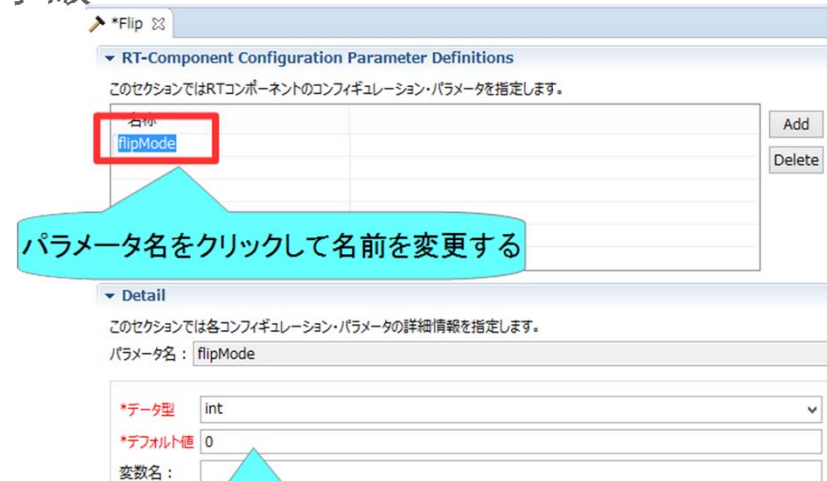 *Flip
RT-Component Configuration Parameter Definitions
このセクションではRTコンポーネントのコンフィギュレーション・パラメータを指定します。
名称
Add
flipMode
Delete
パラメータ名をクリックして名前を変更する
Detail
このセクションでは各コンフィギュレーション・パラメータの詳細情報を指定します。
パラメータ名： flipMode
*データ型 int
*デフォルト値 0
変数名：